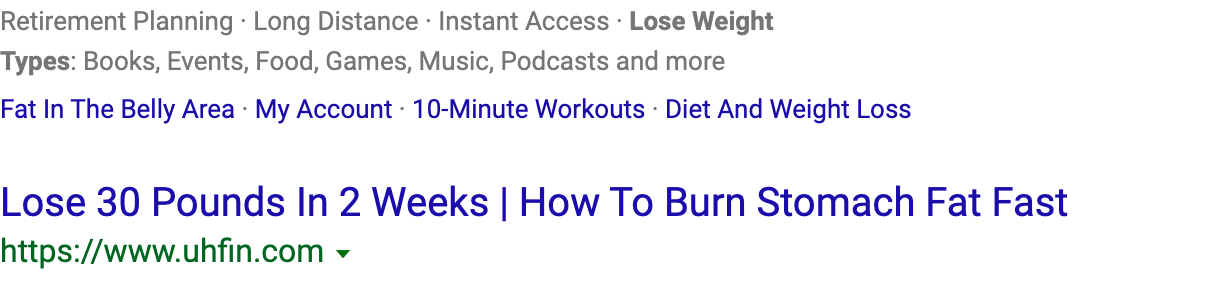 Retirement Planning · Long Distance · Instant Access · Lose Weight
Types: Books, Events, Food, Games, Music, Podcasts and more
Fat In The Belly Area · My Account · 10-Minute Workouts · Diet And Weight Loss
Lose 30 Pounds In 2 Weeks | How To Burn Stomach Fat Fast
https://www.uhfin.com